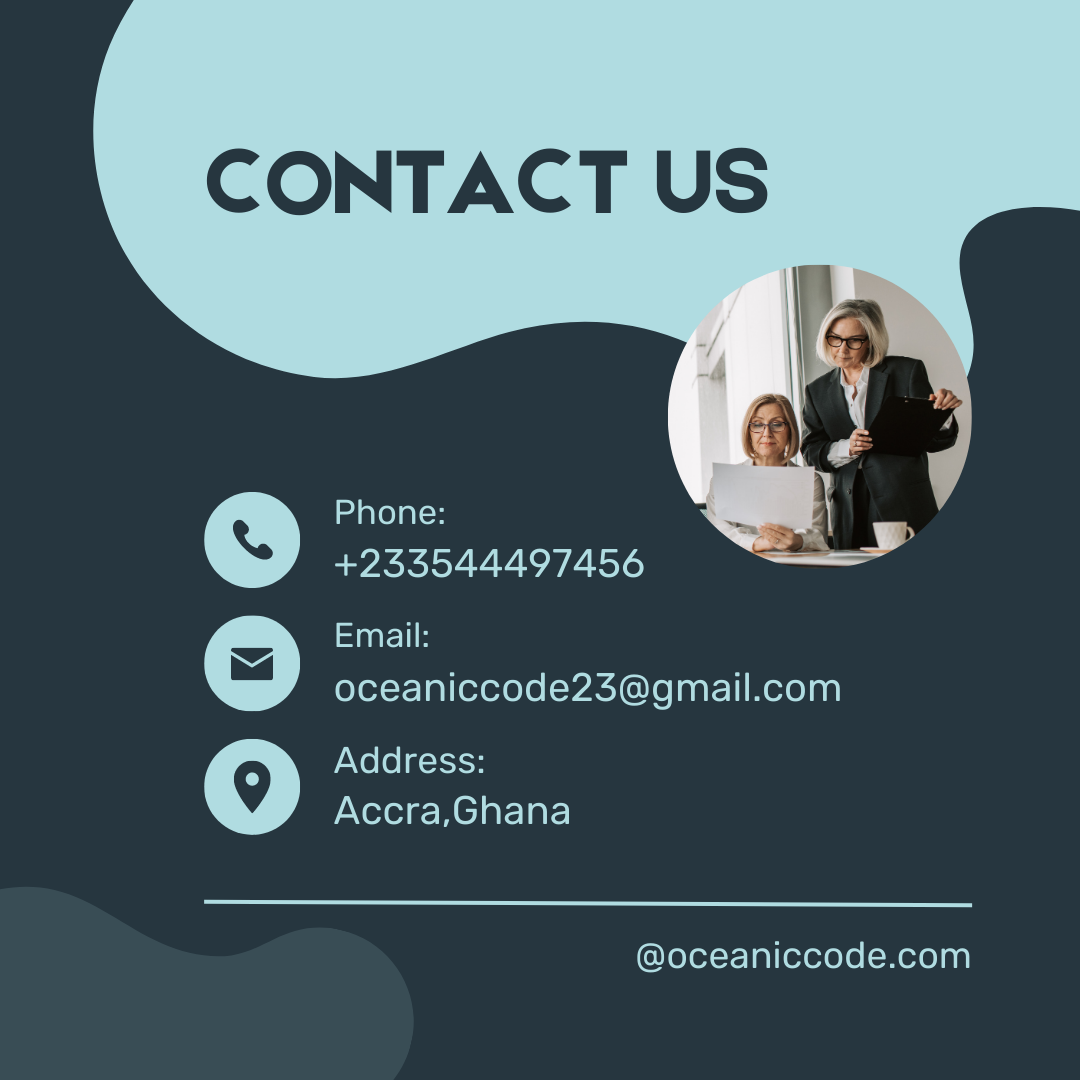 CONTACT US
Phone:
+233544497456
Email:
oceaniccode23@gmail.com
Address:
Accra,Ghana
@oceaniccode.com